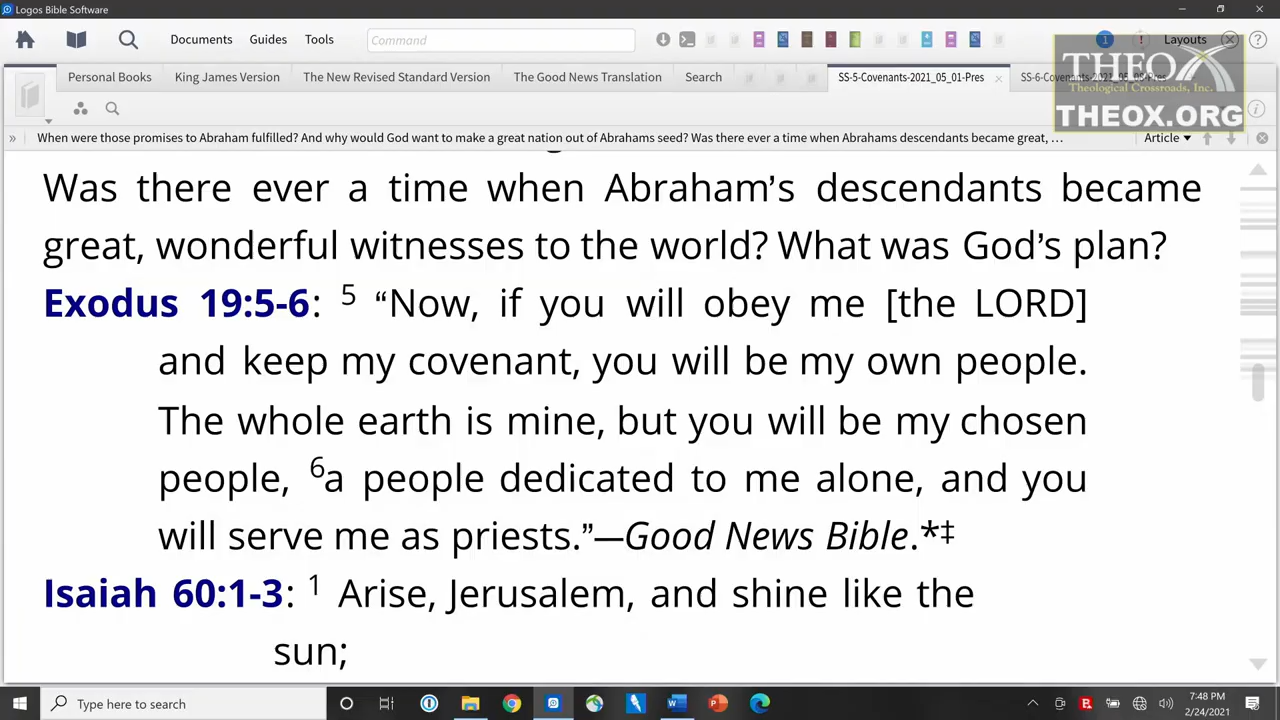 Logos Bible Software
Documents Guides Tools Command Layouts
1
THEOX
Theological Crossroads, Inc.
THEOX.ORG
Personal Books King James Version The New Revised Standard Version The Good News Translation Search SS-5-Covenants-2021_05_01-Pres
» When were those promises to Abraham fulfilled? And why would God want to make a great nation out of Abrahams seed? Was there ever a time when Abrahams descendants became great, … Article
Was there ever a time when Abraham’s descendants became
great, wonderful witnesses to the world? What was God’s plan?
Exodus 19:5-6: 5 “Now, if you will obey me [the LORD]
and keep my covenant, you will be my own people.
The whole earth is mine, but you will be my chosen
people, 6a people dedicated to me alone, and you
will serve me as priests.”—Good News Bible.*‡
Isaiah 60:1-3: 1 Arise, Jerusalem, and shine like the
sun;
Type here to search
7:48 PM
2/24/2021